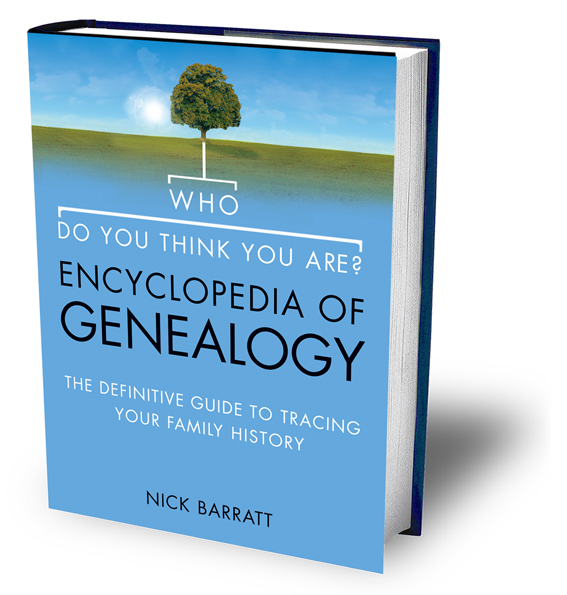 WHO
DO YOU THINK YOU ARE?
ENCYCLOPEDIA OF
GENEALOGY
THE DEFINITIVE GUIDE TO TRACING
YOUR FAMILY HISTORY
NICK BARRATT